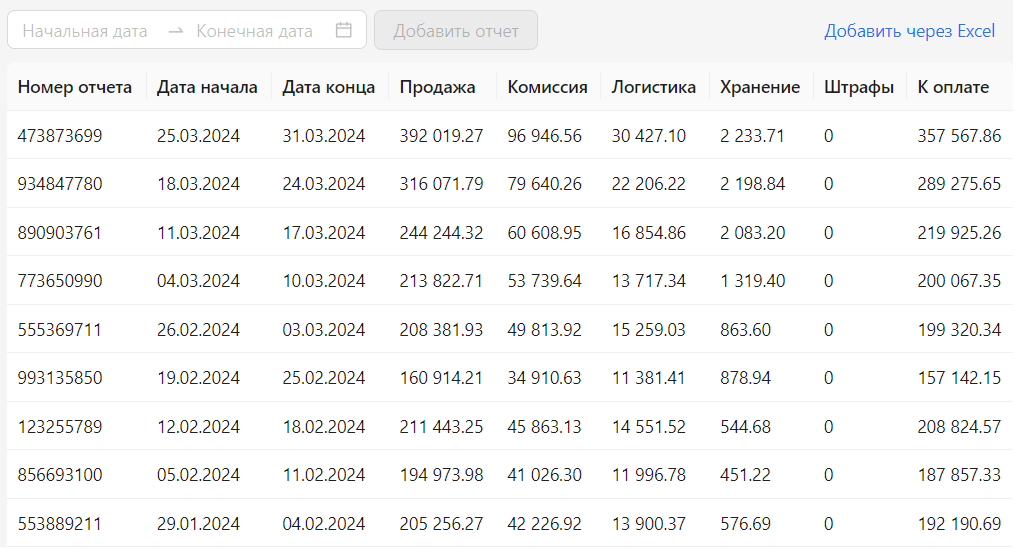 Начальная дата → Конечная дата Добавить отчет Добавить через Excel
Номер отчета Дата начала Дата конца Продажа Комиссия Логистика Хранение Штрафы К оплате
473873699 25.03.2024 31.03.2024 392 019.27 96 946.56 30 427.10 2 233.71 0 357 567.86
934847780 18.03.2024 24.03.2024 316 071.79 79 640.26 22 206.22 2 198.84 0 289 275.65
890903761 11.03.2024 17.03.2024 244 244.32 60 608.95 16 854.86 2 083.20 0 219 925.26
773650990 04.03.2024 10.03.2024 213 822.71 53 739.64 13 717.34 1 319.40 0 200 067.35
555369711 26.02.2024 03.03.2024 208 381.93 49 813.92 15 259.03 863.60 0 199 320.34
993135850 19.02.2024 25.02.2024 160 914.21 34 910.63 11 381.41 878.94 0 157 142.15
123255789 12.02.2024 18.02.2024 211 443.25 45 863.13 14 551.52 544.68 0 208 824.57
856693100 05.02.2024 11.02.2024 194 973.98 41 026.30 11 996.78 451.22 0 187 857.33
553889211 29.01.2024 04.02.2024 205 256.27 42 226.92 13 900.37 576.69 0 192 190.69